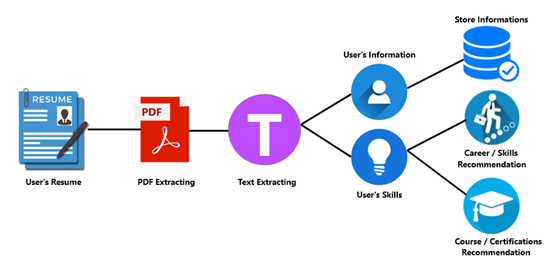 Store Informations
User's Information
RESUME
PDF
T
User's Resume
PDF Extracting
Text Extracting
User's Skills
Career / Skills
Recommendation
Course / Certifications
Recommendation